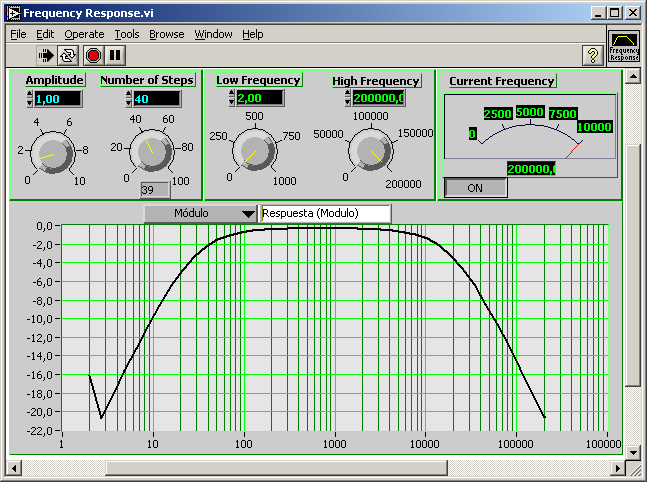 Frequency Response.vi
File Edit Operate Tools Browse Window Help
?
Frequency
Response
Amplitude
1,00
4 6
2 8
0 10
Number of Steps
40
40 60
20 80
0 100
39
Low Frequency
2,00
500
250 750
0 1000
High Frequency
200000,0
100000
50000 150000
0 200000
Current Frequency
0 2500 5000 7500 10000
200000,0
ON
Módulo
Respuesta (Modulo)
0,0
-2,0
-4,0
-6,0
-8,0
-10,0
-12,0
-14,0
-16,0
-18,0
-20,0
-22,0
1 10 100 1000 10000 100000 100000